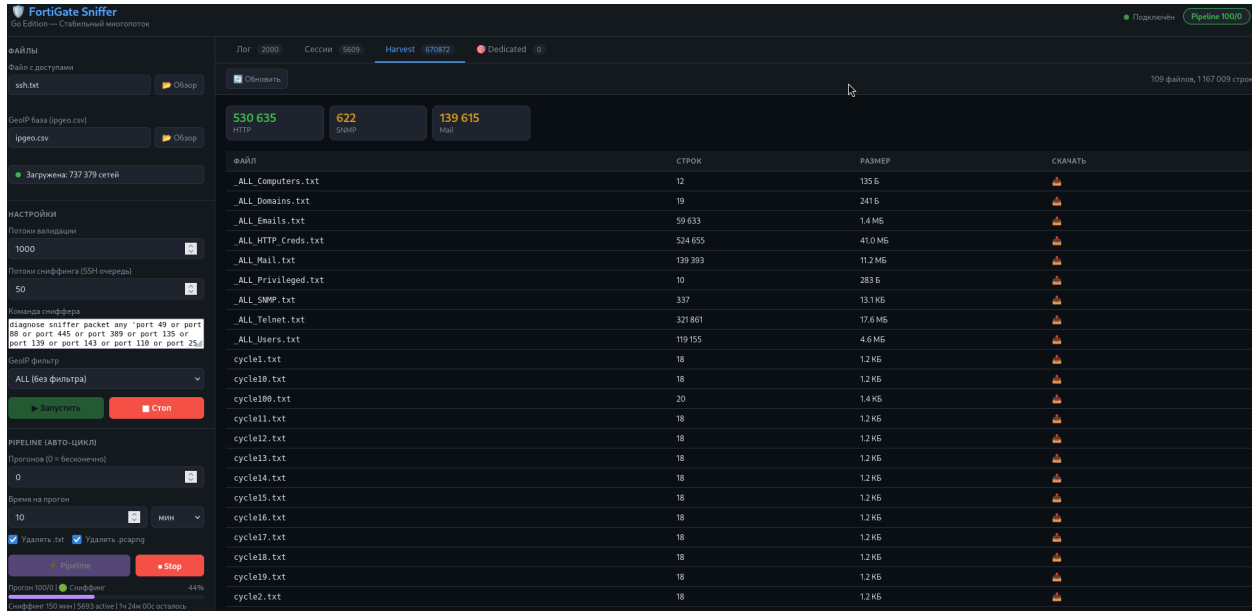 FortiGate Sniffer
Go Edition — Стабильный многопоток
Подключён
Pipeline 100/0
ФАЙЛЫ
Файл с доступами
ssh.txt
Обзор
GeoIP база (ipgeo.csv)
ipgeo.csv
Обзор
Загружена: 737 379 сетей
НАСТРОЙКИ
Потоки валидации
1000
Потоки сниффинга (SSH очередь)
50
Команда сниффера
diagnose sniffer packet any 'port 49 or port
88 or port 445 or port 389 or port 135 or
port 139 or port 143 or port 110 or port 25
GeoIP фильтр
ALL (без фильтра)
Запустить
Стоп
PIPELINE (АВТО-ЦИКЛ)
Прогонов (0 = бесконечно)
0
Время на прогон
10
мин
Удалять .txt
Удалять .pcapng
Pipeline
Stop
Прогон 100/0 | Сниффинг 44%
Сниффинг 150 мин | 5693 active | 1ч 24м 00с осталось
Лог 2000
Сессии 5609
Harvest 670872
Dedicated 0
Обновить
109 файлов, 1 167 009 строк
530 635
HTTP
622
SNMP
139 615
Mail
ФАЙЛ СТРОК РАЗМЕР СКАЧАТЬ
_ALL_Computers.txt 12 135 Б
_ALL_Domains.txt 19 241 Б
_ALL_Emails.txt 59 633 1.4 МБ
_ALL_HTTP_Creds.txt 524 655 41.0 МБ
_ALL_Mail.txt 139 393 11.2 МБ
_ALL_Privileged.txt 10 283 Б
_ALL_SNMP.txt 337 13.1 КБ
_ALL_Telnet.txt 321 861 17.6 МБ
_ALL_Users.txt 119 155 4.6 МБ
cycle1.txt 18 1.2 КБ
cycle10.txt 18 1.2 КБ
cycle100.txt 20 1.4 КБ
cycle11.txt 18 1.2 КБ
cycle12.txt 18 1.2 КБ
cycle13.txt 18 1.2 КБ
cycle14.txt 18 1.2 КБ
cycle15.txt 18 1.2 КБ
cycle16.txt 18 1.2 КБ
cycle17.txt 18 1.2 КБ
cycle18.txt 18 1.2 КБ
cycle19.txt 18 1.2 КБ
cycle2.txt 18 1.2 КБ